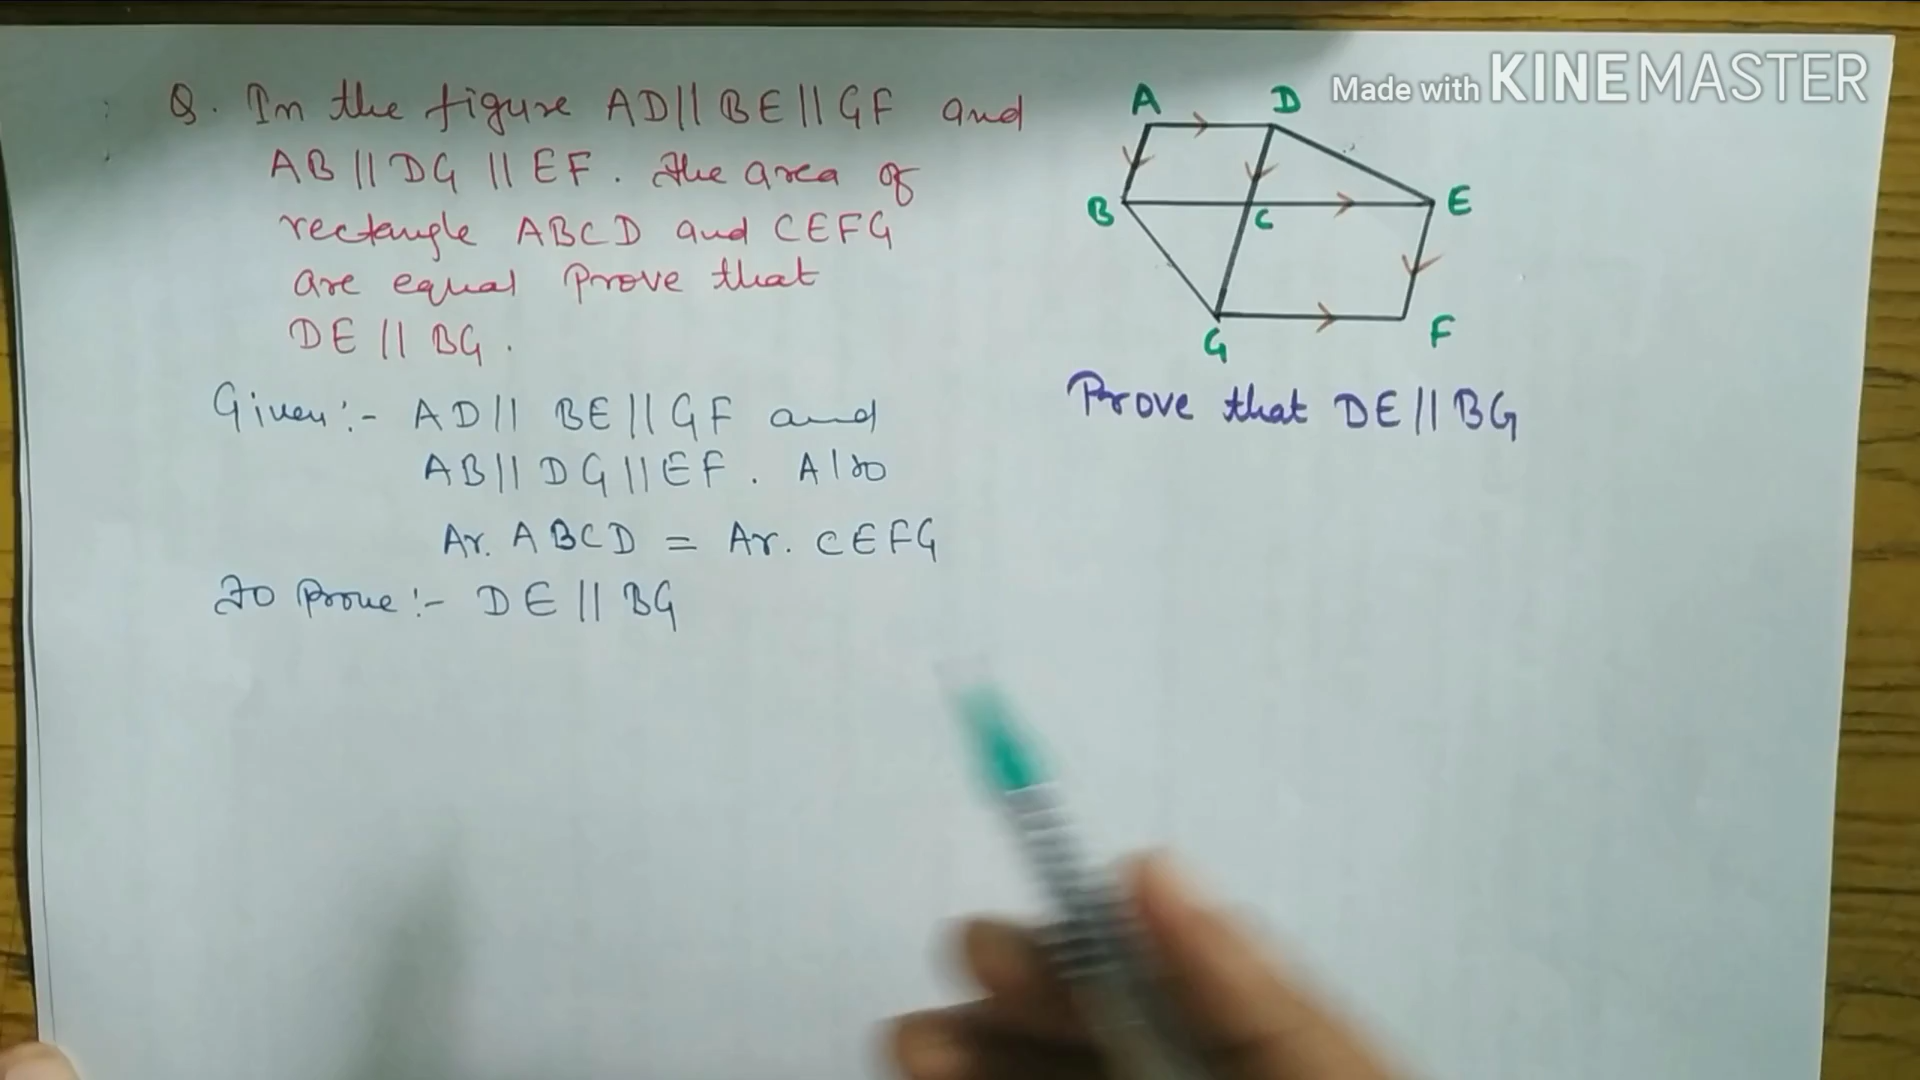 Q. In the figure AD || BE || GF and
AB || DG || EF. The area of
rectangle ABCD and CEFG
are equal Prove that
DE || BG.
Given :- AD || BE || GF and
AB || DG || EF. Also
Ar. ABCD = Ar. CEFG
To Prove :- DE || BG
Made with KINEMASTER
A D
B C E
G F
Prove that DE || BG